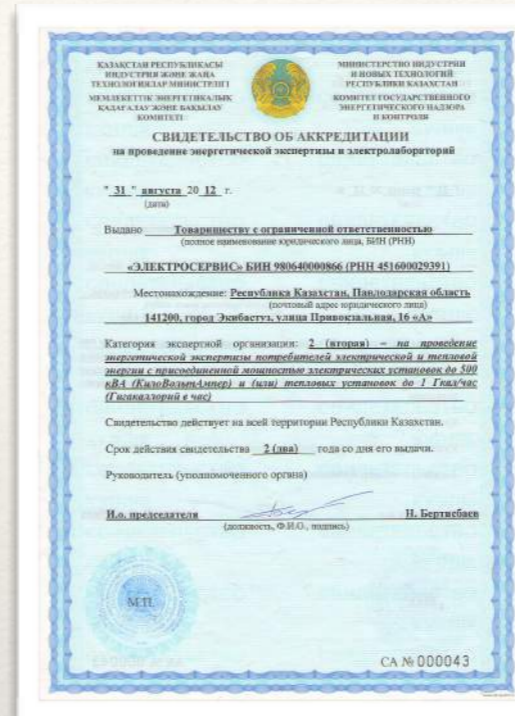 ҚАЗАҚСТАН РЕСПУБЛИКАСЫ
ИНДУСТРИЯ ЖӘНЕ ЖАҢА
ТЕХНОЛОГИЯЛАР МИНИСТРЛІГІ
МЕМЛЕКЕТТІК ЭНЕРГЕТИКАЛЫҚ
ҚАДАҒАЛАУ ЖӘНЕ БАҚЫЛАУ
КОМИТЕТІ
МИНИСТЕРСТВО ИНДУСТРИИ
И НОВЫХ ТЕХНОЛОГИЙ
РЕСПУБЛИКИ КАЗАХСТАН
КОМИТЕТ ГОСУДАРСТВЕННОГО
ЭНЕРГЕТИЧЕСКОГО НАДЗОРА
И КОНТРОЛЯ
СВИДЕТЕЛЬСТВО ОБ АККРЕДИТАЦИИ
на проведение энергетической экспертизы и электролабораторий
" 31 " августа 20 12 г.
(дата)
Выдано Товариществу с ограниченной ответственностью
(полное наименование юридического лица, БИН (РНН)
«ЭЛЕКТРОСЕРВИС» БИН 980640000866 (РНН 451600029391)
Местонахождение: Республика Казахстан, Павлодарская область
(почтовый адрес юридического лица)
141200, город Экибастуз, улица Привокзальная, 16 «А»
Категория экспертной организации: 2 (вторая) – на проведение
энергетической экспертизы потребителей электрической и тепловой
энергии с присоединенной мощностью электрических установок до 500
кВА (КилоВольтАмпер) и (или) тепловых установок до 1 Гкал/час
(Гигакаллорий в час)
Свидетельство действует на всей территории Республики Казахстан.
Срок действия свидетельства 2 (два) года со дня его выдачи.
Руководитель (уполномоченного органа)
И.о. председателя Н. Бертисбаев
(должность, Ф.И.О., подпись)
М.П.
СА № 000043